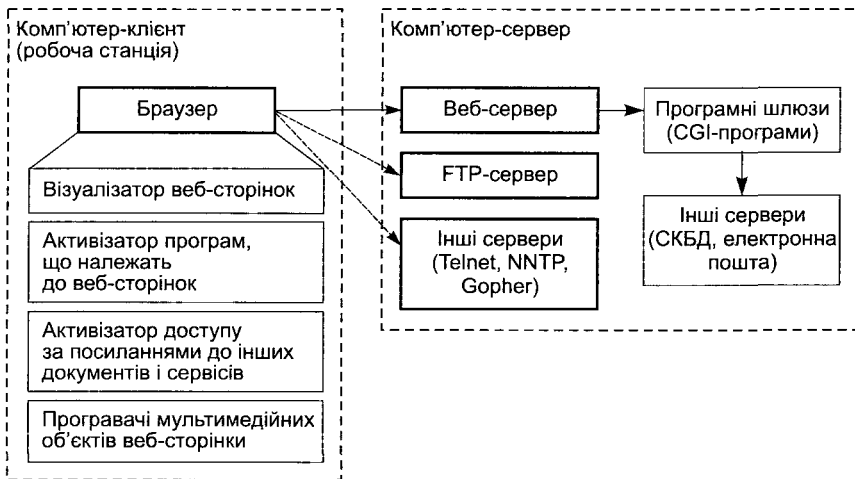 Комп'ютер-клієнт
(робоча станція)
Браузер
Візуалізатор веб-сторінок
Активізатор програм,
що належать
до веб-сторінок
Активізатор доступу
за посиланнями до інших
документів і сервісів
Програвачі мультимедійних
об'єктів веб-сторінки
Комп'ютер-сервер
Веб-сервер
FTP-сервер
Інші сервери
(Telnet, NNTP,
Gopher)
Програмні шлюзи
(CGI-програми)
Інші сервери
(СКБД, електронна
пошта)